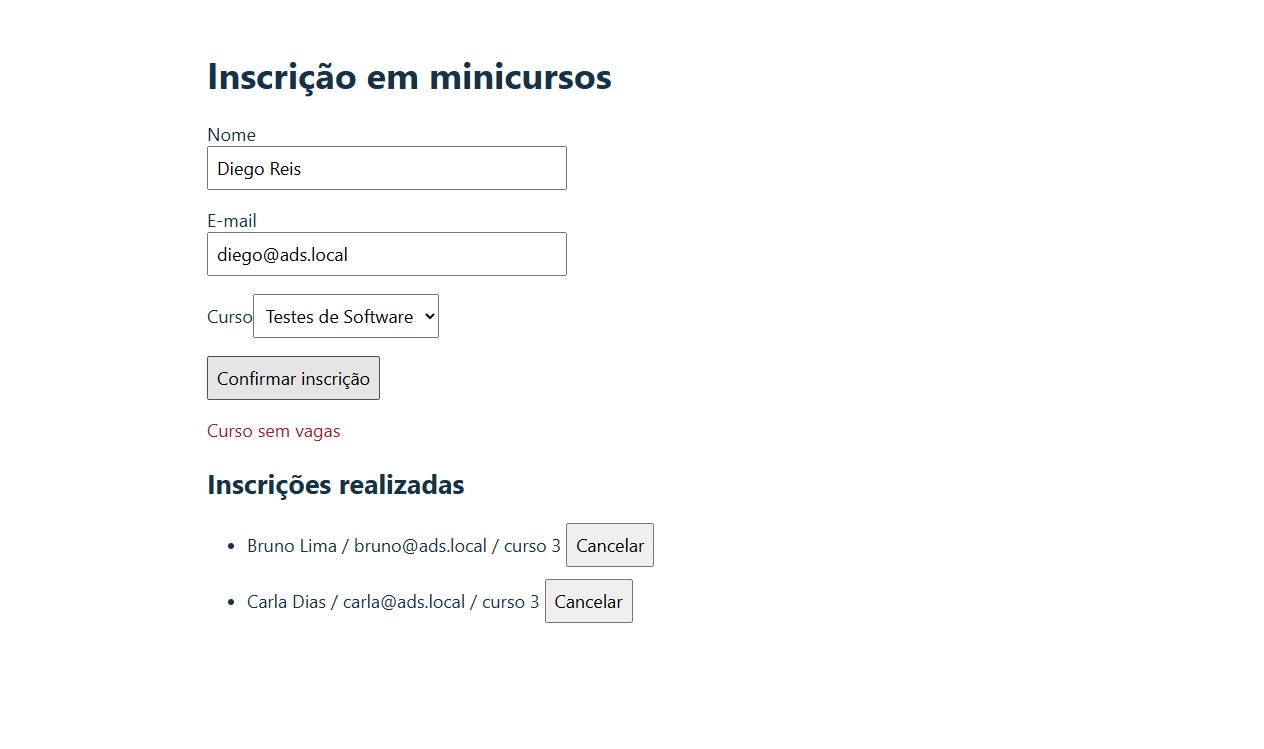 Inscrição em minicursos
Nome
Diego Reis
E-mail
diego@ads.local
Curso Testes de Software
Confirmar inscrição
Curso sem vagas
Inscrições realizadas
Bruno Lima / bruno@ads.local / curso 3 Cancelar
Carla Dias / carla@ads.local / curso 3 Cancelar